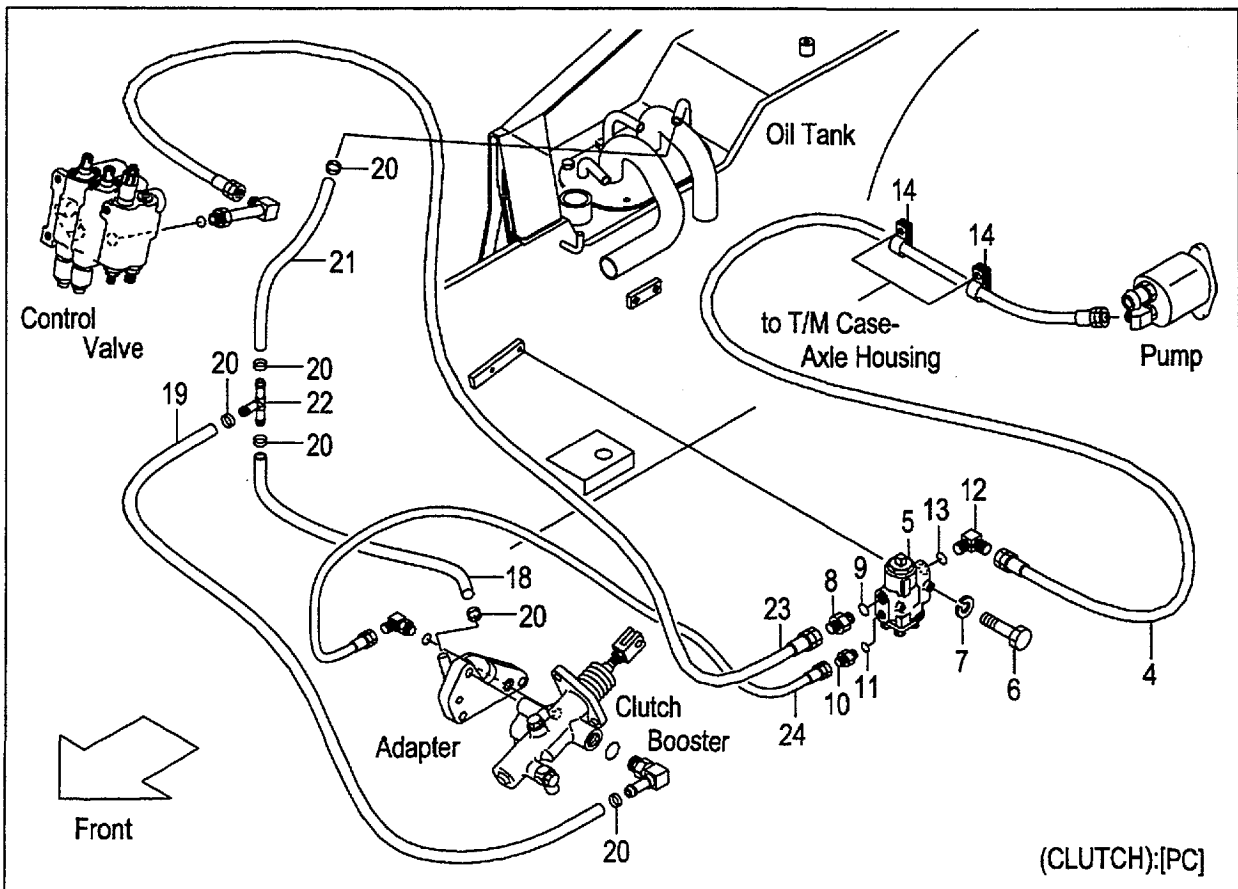 Oil Tank
20
14
14
21
Control
Valve
to T/M Case-
Axle Housing
Pump
20
20
19
22
20
12
13
5
18
9
8
20
23
7
4
6
11
10
24
Clutch
Booster
Adapter
Front
20
(CLUTCH):[PC]